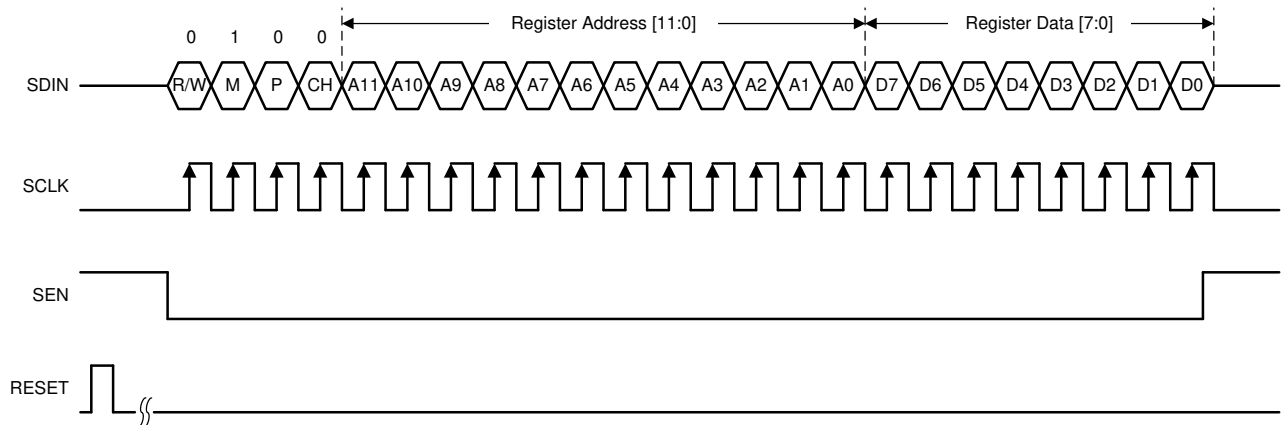 Register Address [11:0] Register Data [7:0]
0 1 0 0
SDIN R/W M P CH A11 A10 A9 A8 A7 A6 A5 A4 A3 A2 A1 A0 D7 D6 D5 D4 D3 D2 D1 D0
SCLK
SEN
RESET